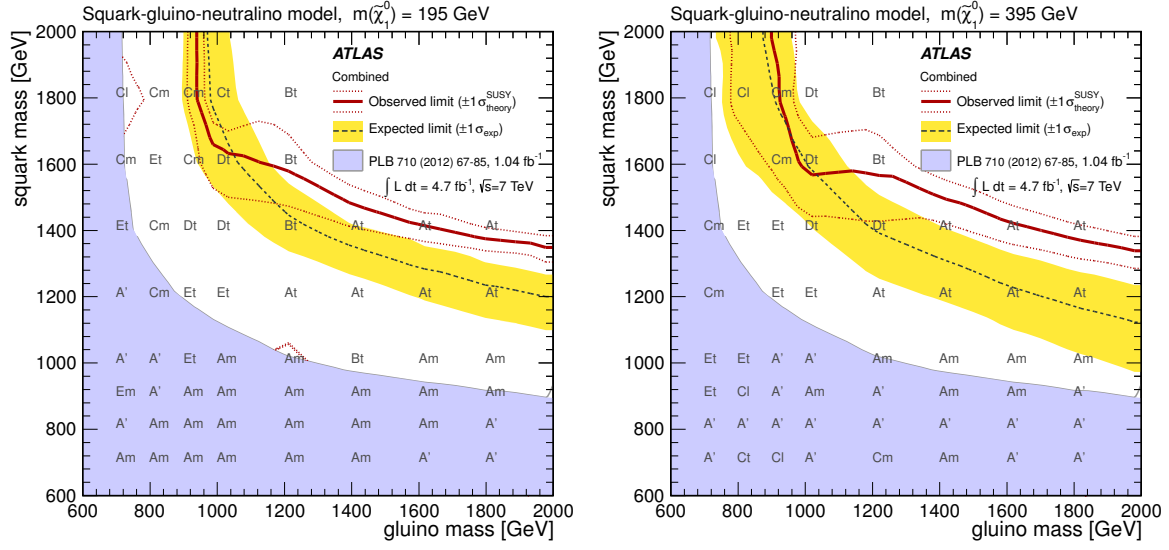 Squark-gluino-neutralino model, m(χ̃₁⁰) = 195 GeV
squark mass [GeV]
2000
1800
1600
1400
1200
1000
800
600
ATLAS
Combined
Observed limit (±1 σ^SUSY_theory)
Expected limit (±1σ_exp)
PLB 710 (2012) 67-85, 1.04 fb⁻¹
∫ L dt = 4.7 fb⁻¹, √s=7 TeV
Cl Cm Cm Ct Bt
Cm Et Cm Dt Bt
Et Cm Dt Dt Bt At At At
A' Cm Et Et At At At At
A' A' Et Am Am Bt Am Am
Em A' Am Am Am Am Am Am
A' Am Am Am Am Am A' A'
Am Am Am Am Am Am A' A'
600 800 1000 1200 1400 1600 1800 2000
gluino mass [GeV]
Squark-gluino-neutralino model, m(χ̃₁⁰) = 395 GeV
squark mass [GeV]
2000
1800
1600
1400
1200
1000
800
600
ATLAS
Combined
Observed limit (±1 σ^SUSY_theory)
Expected limit (±1σ_exp)
PLB 710 (2012) 67-85, 1.04 fb⁻¹
∫ L dt = 4.7 fb⁻¹, √s=7 TeV
Cl Cl Cm Dt Bt
Cl Cm Dt Bt
Et Et Et Dt Dt At At At
Cm Et Et At At At At
Et Et A' A' Am Am Am Am
Et Cl A' Am A' Am Am Am
A' A' A' A' A' A' A' A'
A' Ct Cl A' Cm Am A' A'
600 800 1000 1200 1400 1600 1800 2000
gluino mass [GeV]